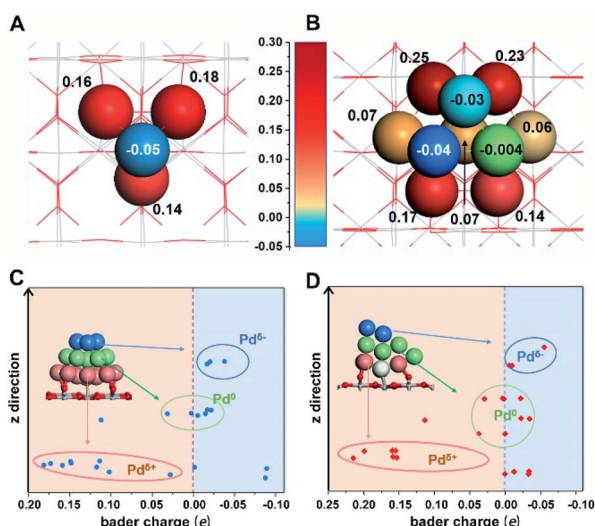 A
0.16
0.18
-0.05
0.14
0.30
0.25
0.20
0.15
0.10
0.05
0.00
-0.05
B
0.25
0.23
-0.03
0.07
0.06
-0.04
-0.004
0.17
0.07
0.14
C
z direction
Pdδ-
Pd0
Pdδ+
0.20 0.15 0.10 0.05 0.00 -0.05 -0.10
bader charge (e)
D
z direction
Pdδ-
Pd0
Pdδ+
0.25 0.20 0.15 0.10 0.05 0.00 -0.05 -0.10
bader charge (e)